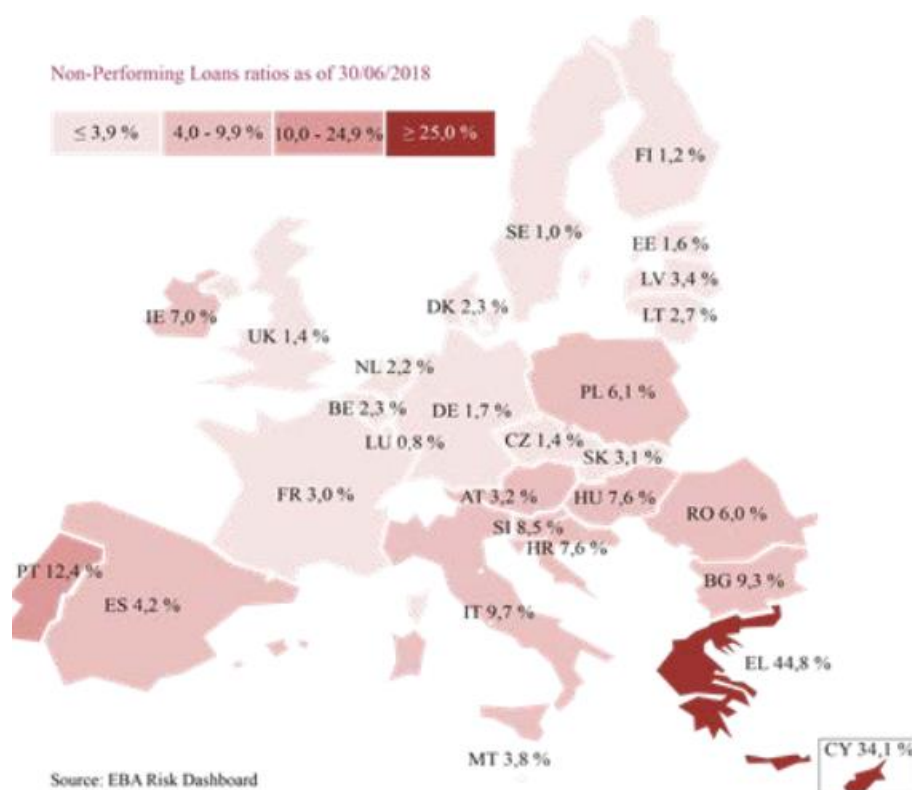 Non-Performing Loans ratios as of 30/06/2018
≤ 3,9 % 4,0 - 9,9 % 10,0 - 24,9 % ≥ 25,0 %
FI 1,2 %
SE 1,0 %
EE 1,6 %
LV 3,4 %
DK 2,3 %
IE 7,0 %
LT 2,7 %
UK 1,4 %
NL 2,2 %
PL 6,1 %
BE 2,3 %
DE 1,7 %
LU 0,8 %
CZ 1,4 %
SK 3,1 %
FR 3,0 %
AT 3,2 %
HU 7,6 %
RO 6,0 %
SI 8,5 %
HR 7,6 %
PT 12,4 %
BG 9,3 %
ES 4,2 %
IT 9,7 %
EL 44,8 %
CY 34,1 %
MT 3,8 %
Source: EBA Risk Dashboard